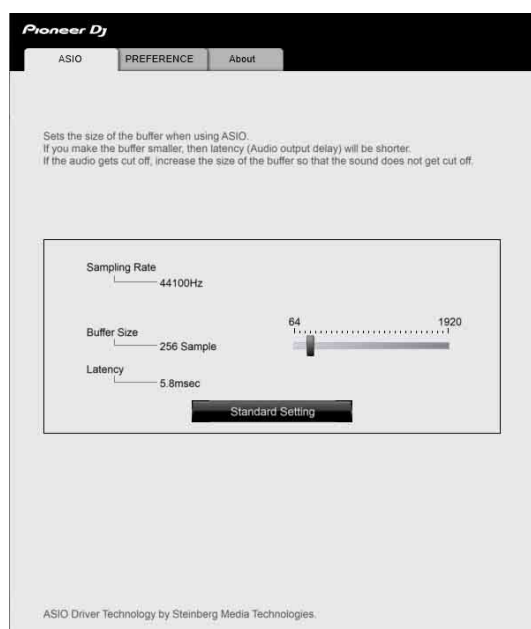 Pioneer Dj
ASIO PREFERENCE About
Sets the size of the buffer when using ASIO.
If you make the buffer smaller, then latency (Audio output delay) will be shorter.
If the audio gets cut off, increase the size of the buffer so that the sound does not get cut off.
Sampling Rate
44100Hz
64 1920
Buffer Size
256 Sample
Latency
5.8msec
Standard Setting
ASIO Driver Technology by Steinberg Media Technologies.